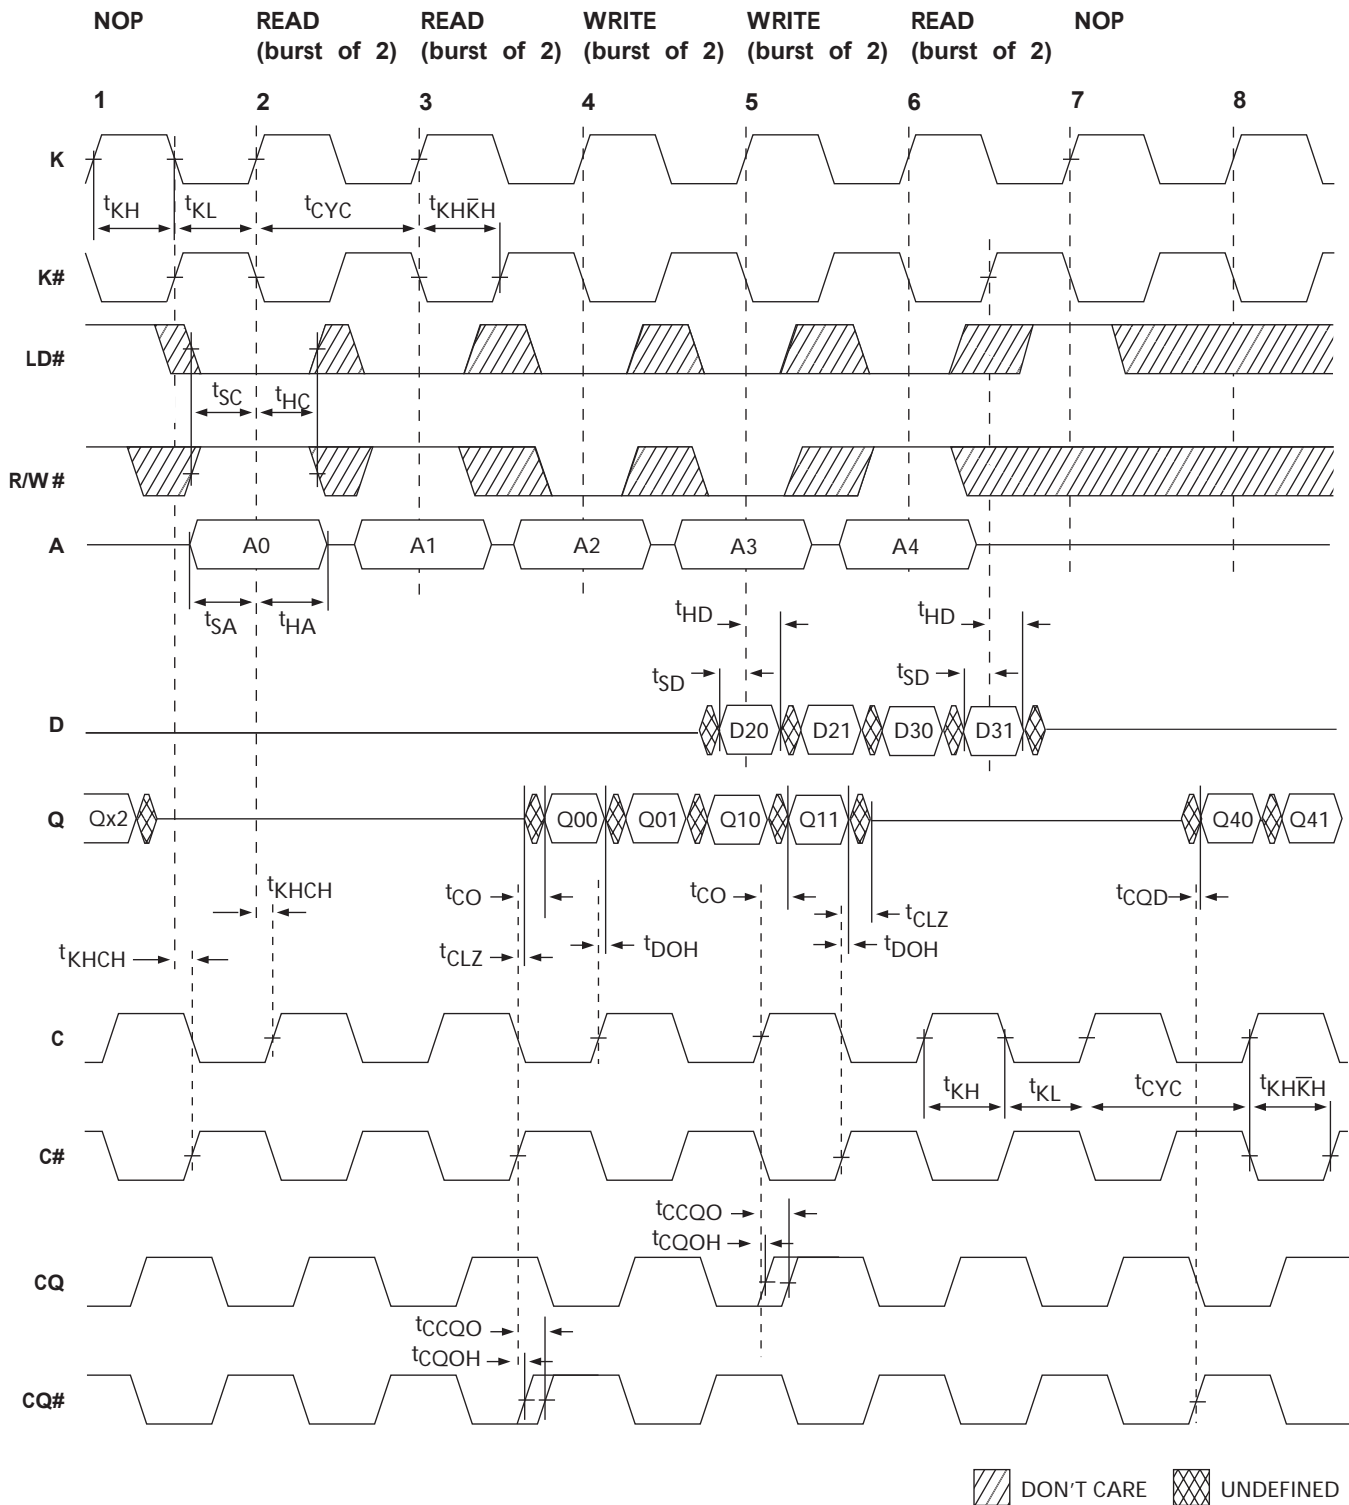 NOP READ READ WRITE WRITE READ NOP
(burst of 2) (burst of 2) (burst of 2) (burst of 2) (burst of 2)
1 2 3 4 5 6 7 8
K
tKH tKL tCYC tKHK̅H
K#
LD#
tSC tHC
R/W#
A A0 A1 A2 A3 A4
tSA tHA tHD tHD
tSD tSD
D D20 D21 D30 D31
Q Qx2 Q00 Q01 Q10 Q11 Q40 Q41
tKHCH tCO tCO tCQD
tCLZ
tKHCH tCLZ tDOH tDOH
C
tKH tKL tCYC tKHK̅H
C#
tCCQO
tCQOH
CQ
tCCQO
tCQOH
CQ#
DON'T CARE UNDEFINED